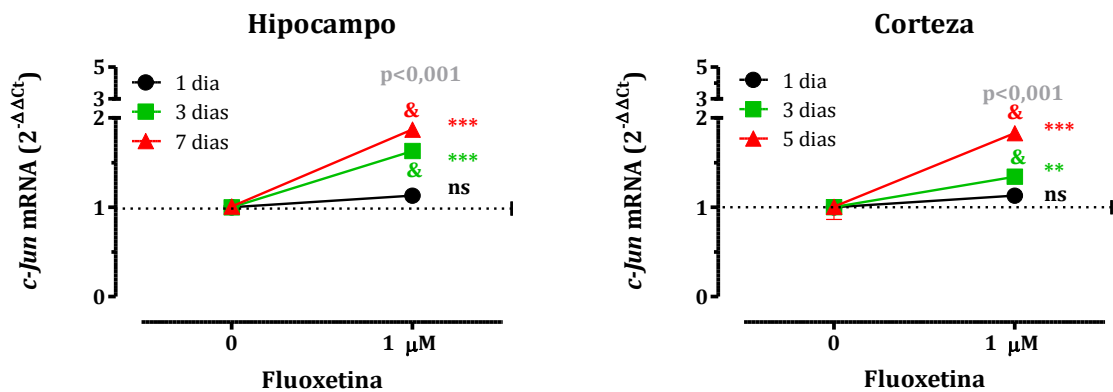 Hipocampo
c-Jun mRNA (2^-ΔΔCt)
5
3
2
1
0
1 dia
3 dias
7 dias
p<0,001
&
***
***
&
ns
0
1 μM
Fluoxetina
Corteza
c-Jun mRNA (2^-ΔΔCt)
5
3
2
1
0
1 dia
3 dias
5 dias
p<0,001
&
***
&
**
ns
0
1 μM
Fluoxetina